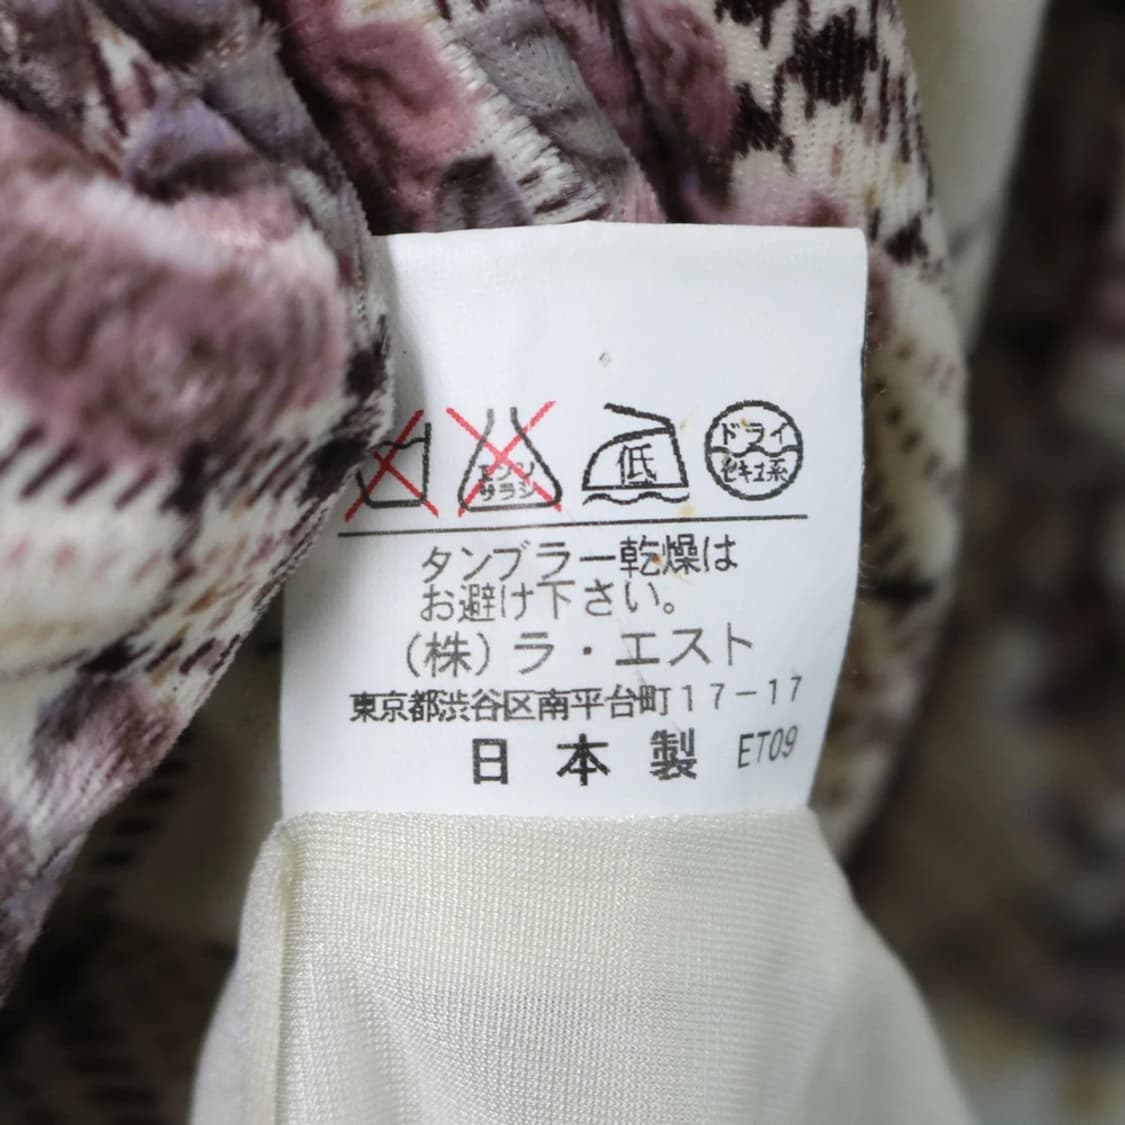 エンソ サラシ 低 ドライ セキユ系
タンブラー乾燥は
お避け下さい。
(株)ラ・エスト
東京都渋谷区南平台町17-17
日本製 ET09